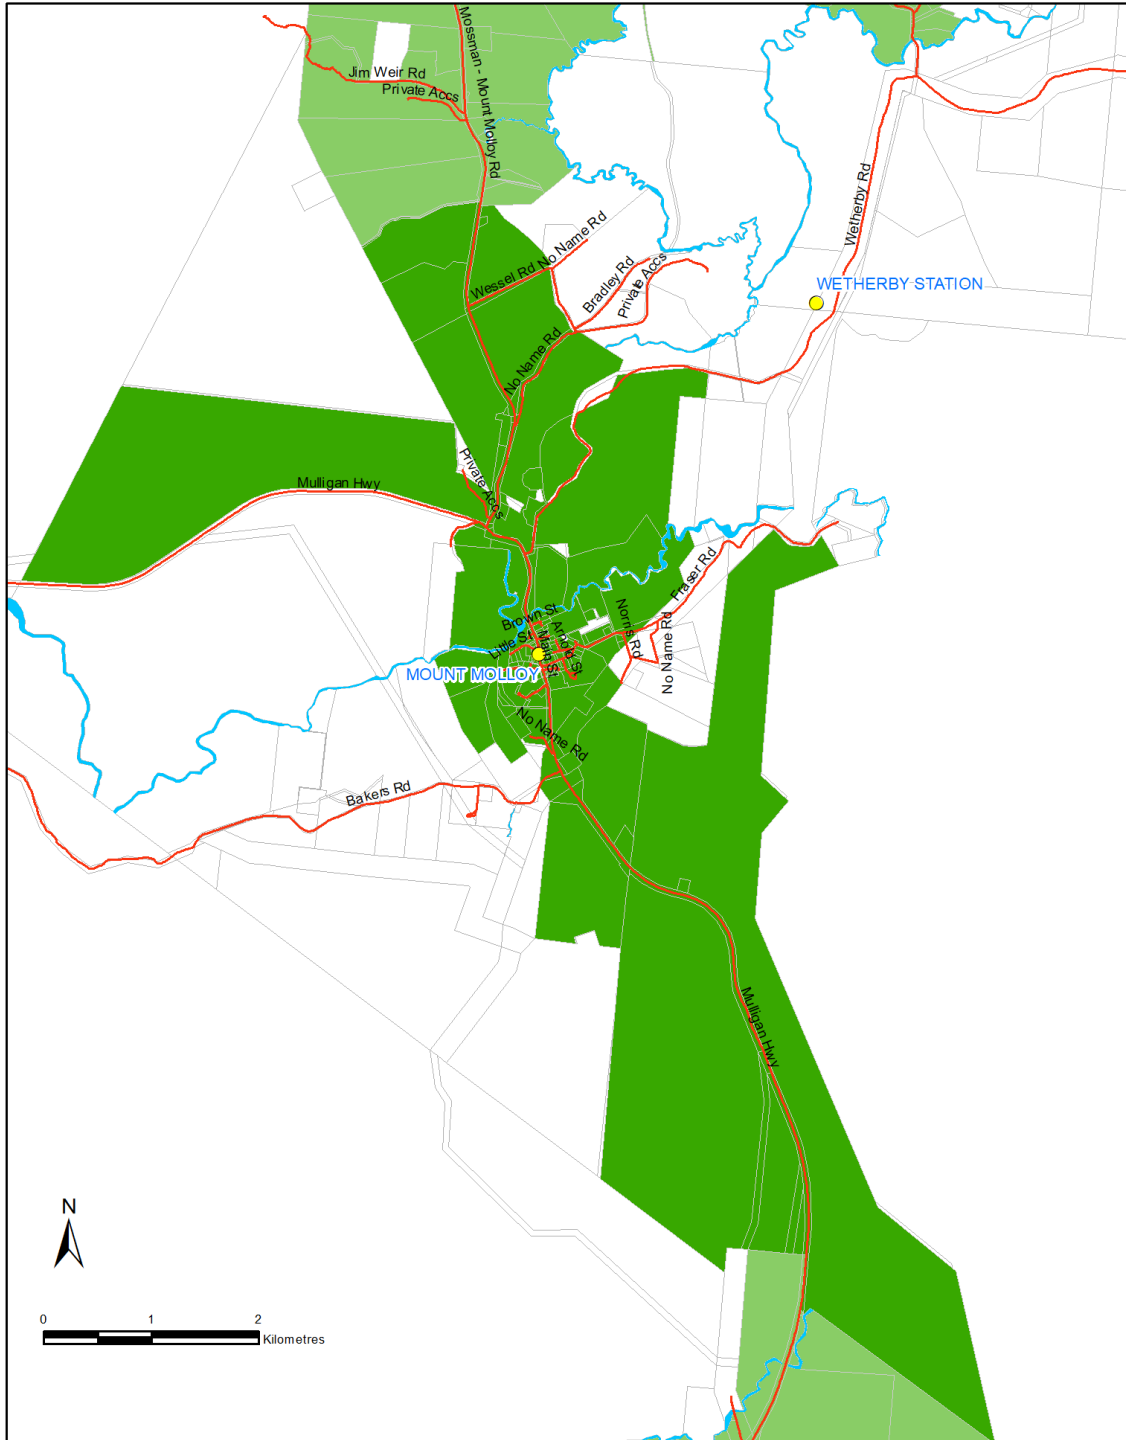 Mossman - Mount Molloy Rd
Jim Weir Rd
Private Accs
Wetherby Rd
No Name Rd
Wessel Rd
Bradley Rd
Private Accs
WETHERBY STATION
No Name Rd
Private Accs
Mulligan Hwy
Fraser Rd
Brown St
Norris Rd
No Name Rd
Arnold St
Little St
Main St
MOUNT MOLLOY
No Name Rd
Bakers Rd
Mulligan Hwy
N
0 1 2
Kilometres